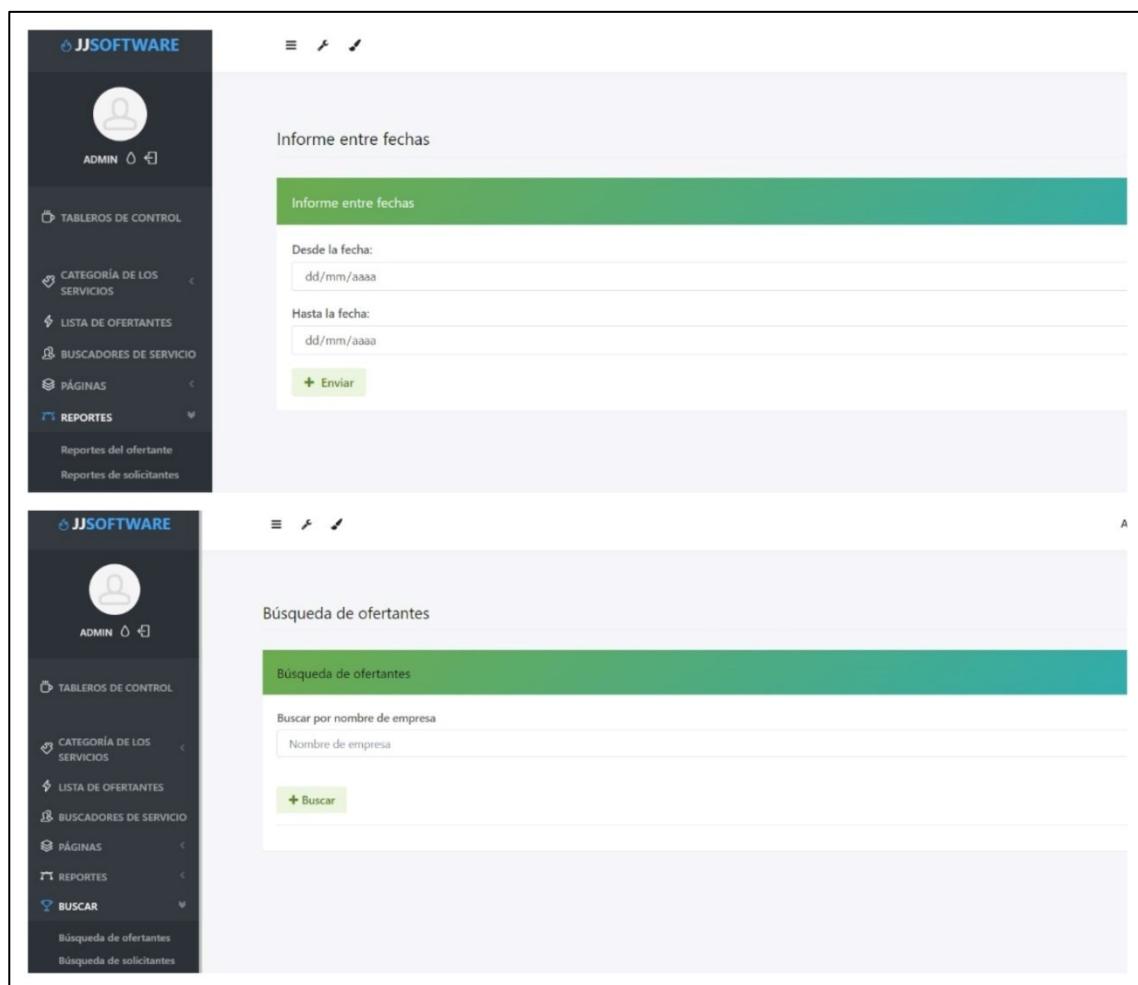 JJSOFTWARE
ADMIN
TABLEROS DE CONTROL
CATEGORÍA DE LOS
SERVICIOS
LISTA DE OFERTANTES
BUSCADORES DE SERVICIO
PÁGINAS
REPORTES
Reportes del ofertante
Reportes de solicitantes
Informe entre fechas
Informe entre fechas
Desde la fecha:
dd/mm/aaaa
Hasta la fecha:
dd/mm/aaaa
+ Enviar
JJSOFTWARE
A
ADMIN
TABLEROS DE CONTROL
CATEGORÍA DE LOS
SERVICIOS
LISTA DE OFERTANTES
BUSCADORES DE SERVICIO
PÁGINAS
REPORTES
BUSCAR
Búsqueda de ofertantes
Búsqueda de solicitantes
Búsqueda de ofertantes
Búsqueda de ofertantes
Buscar por nombre de empresa
Nombre de empresa
+ Buscar